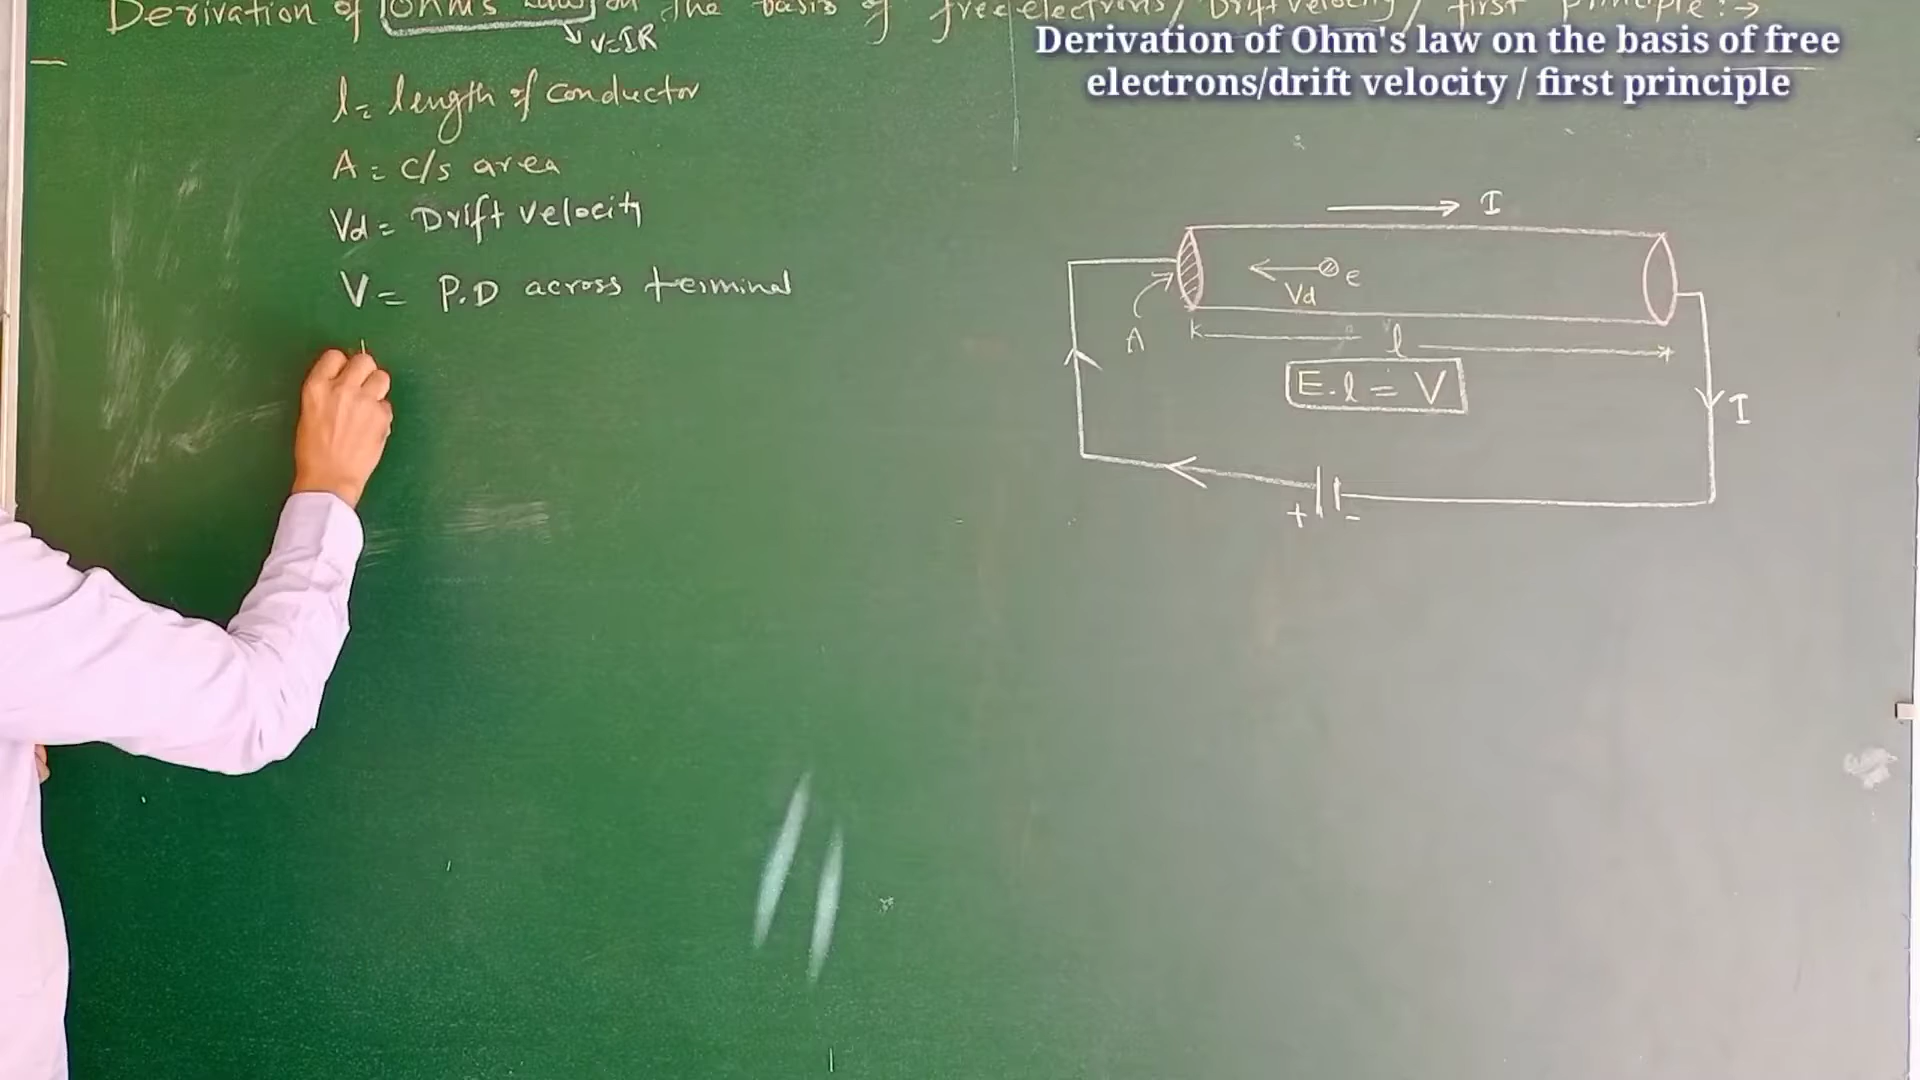 Derivation of Ohm's Law on the basis of free electrons / Drift velocity / first principle :→
V=IR
Derivation of Ohm's law on the basis of free
electrons/drift velocity / first principle
l = length of conductor
A = c/s area
Vd = Drift velocity
V = P.D across terminal
I
e
Vd
A
l
E.l = V
I
+ -